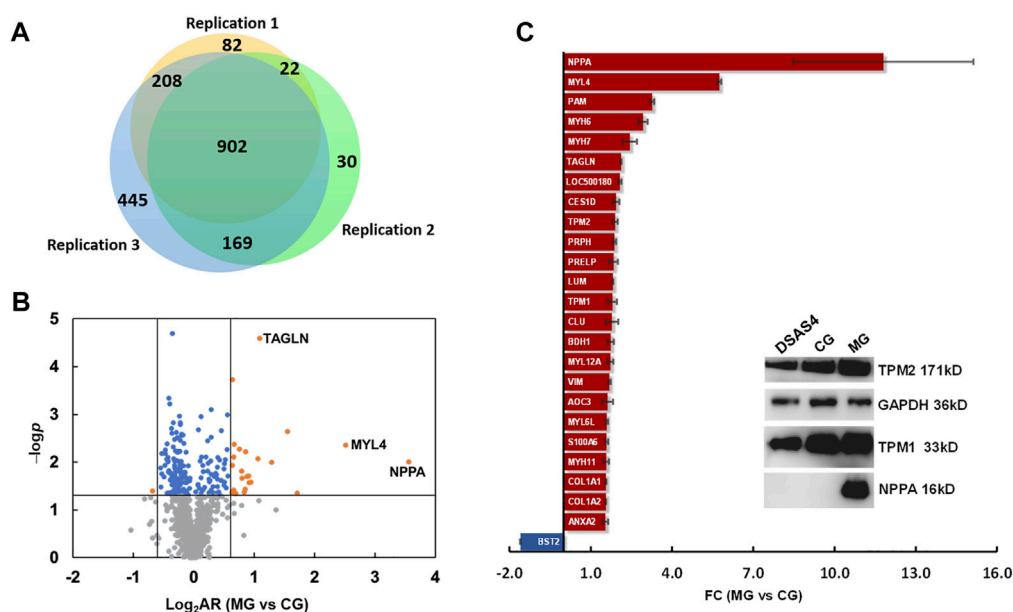 A
Replication 1
82
208
22
902
30
445
169
Replication 3
Replication 2
B
5
4
3
2
1
0
–logp
TAGLN
MYL4
NPPA
-2
-1
0
1
2
3
4
Log₂AR (MG vs CG)
C
NPPA
MYL4
PAM
MYH6
MYH7
TAGLN
LOC500180
CES1D
TPM2
PRPH
PRELP
LUM
TPM1
CLU
BDH1
MYL12A
VIM
AOC3
MYL6L
S100A6
MYH11
COL1A1
COL1A2
ANXA2
BST2
DSAS4 CG MG
TPM2 171kD
GAPDH 36kD
TPM1 33kD
NPPA 16kD
-2.0 1.0 4.0 7.0 10.0 13.0 16.0
FC (MG vs CG)